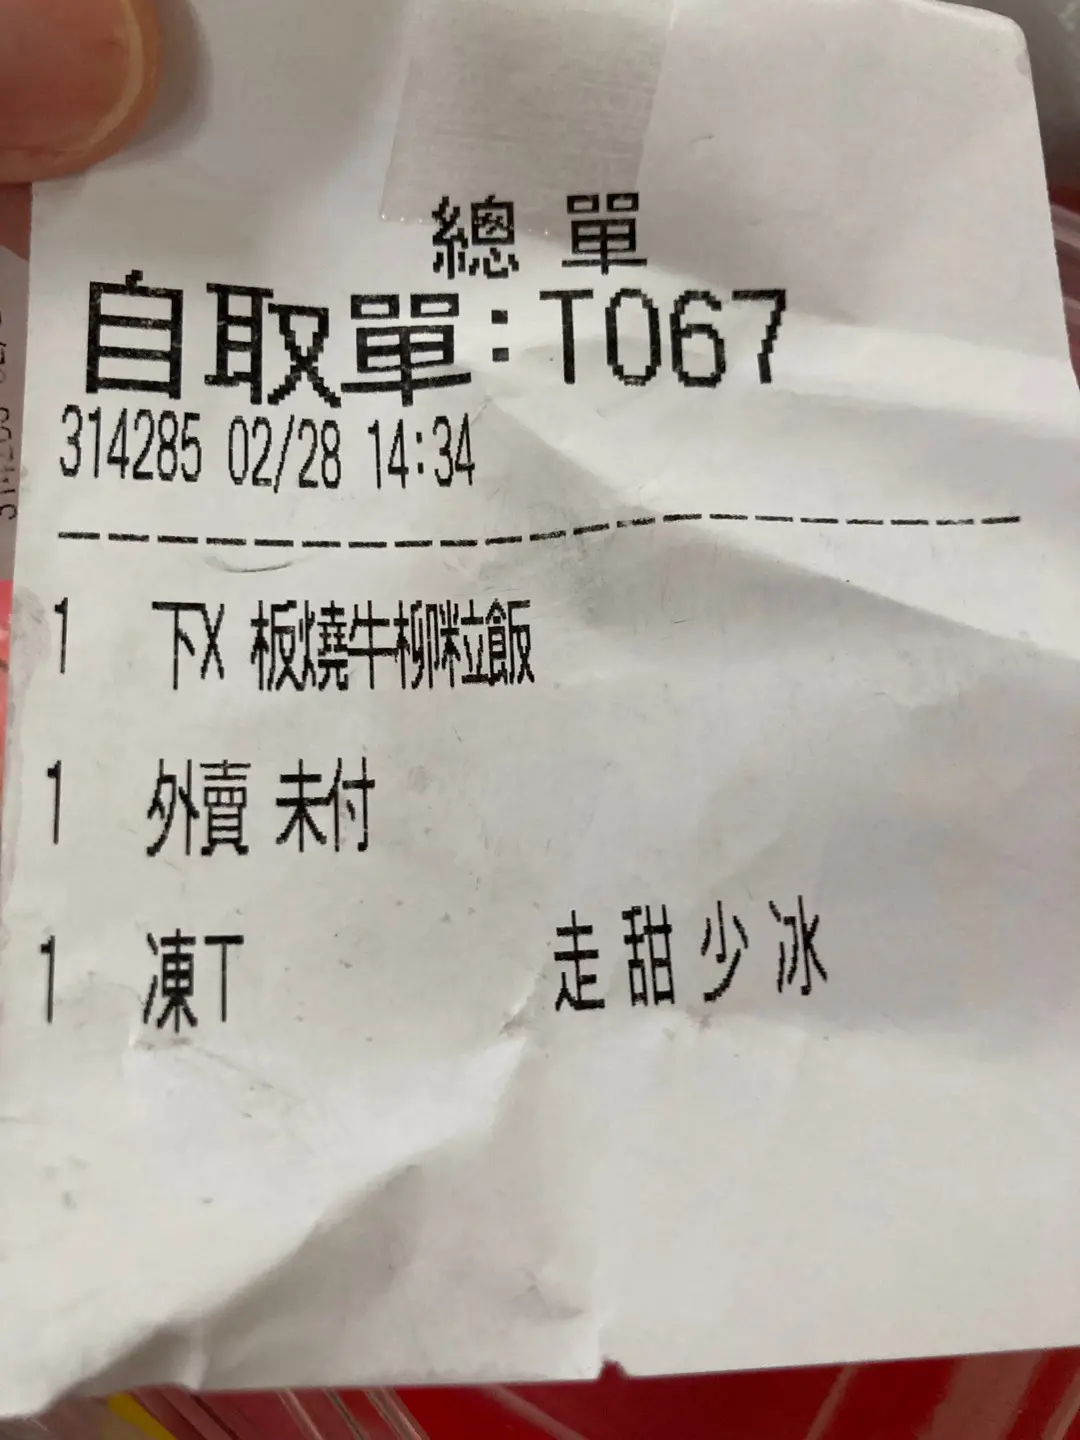 總單
自取單:T067
314285 02/28 14:34
1 下X 板燒牛柳粒飯
1 外賣 未付
1 凍T 走甜少冰